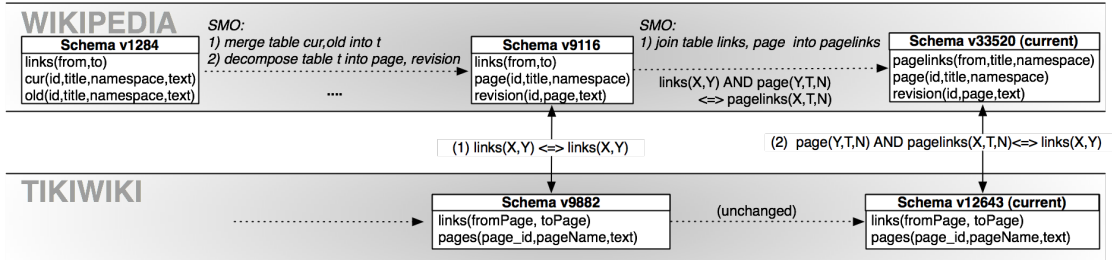 WIKIPEDIA
Schema v1284
links(from,to)
cur(id,title,namespace,text)
old(id,title,namespace,text)
SMO:
1) merge table cur,old into t
2) decompose table t into page, revision
....
Schema v9116
links(from,to)
page(id,title,namespace)
revision(id,page,text)
SMO:
1) join table links, page into pagelinks
links(X,Y) AND page(Y,T,N)
<=> pagelinks(X,T,N)
Schema v33520 (current)
pagelinks(from,title,namespace)
page(id,title,namespace)
revision(id,page,text)
(1) links(X,Y) <=> links(X,Y)
(2) page(Y,T,N) AND pagelinks(X,T,N)<=> links(X,Y)
TIKIWIKI
Schema v9882
links(fromPage, toPage)
pages(page_id,pageName,text)
(unchanged)
Schema v12643 (current)
links(fromPage, toPage)
pages(page_id,pageName,text)